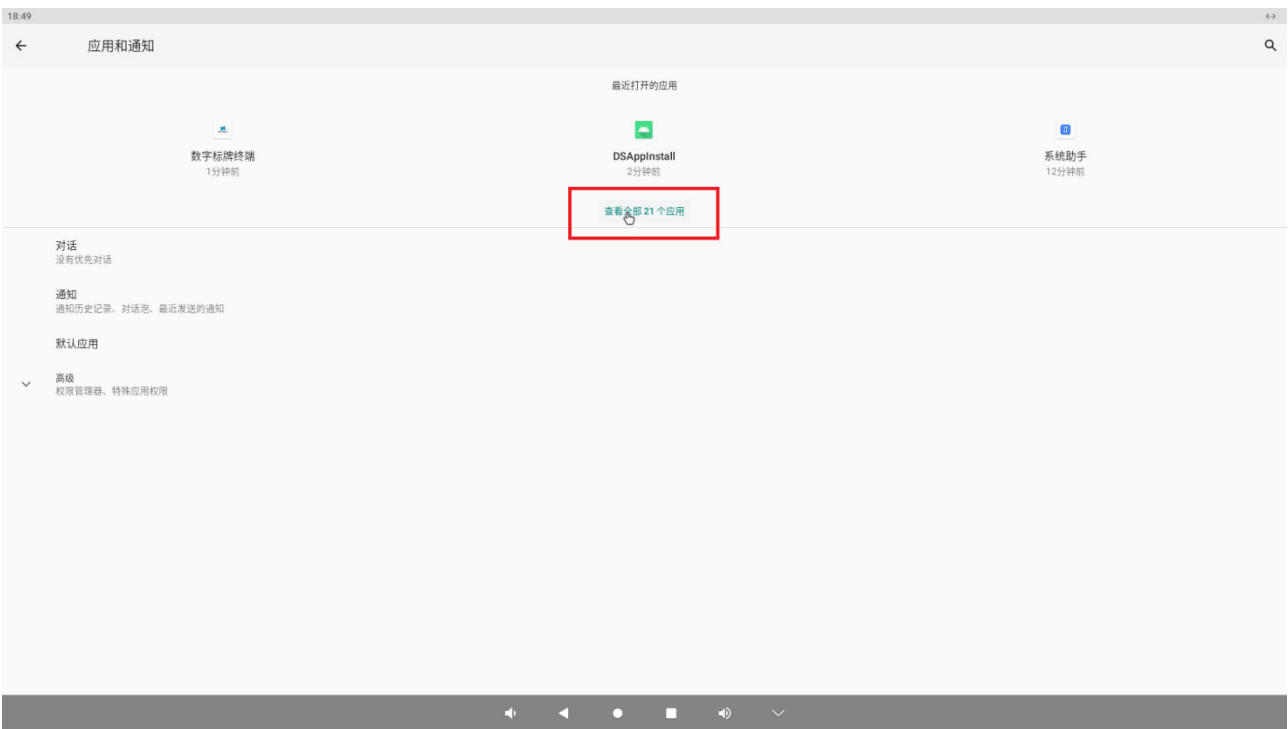 18:49
应用和通知
最近打开的应用
数字标牌终端
1分钟前
DSAppInstall
2分钟前
系统助手
12分钟前
查看全部 21 个应用
对话
没有优先对话
通知
通知历史记录、对话泡、最近发送的通知
默认应用
高级
权限管理器、特殊应用权限